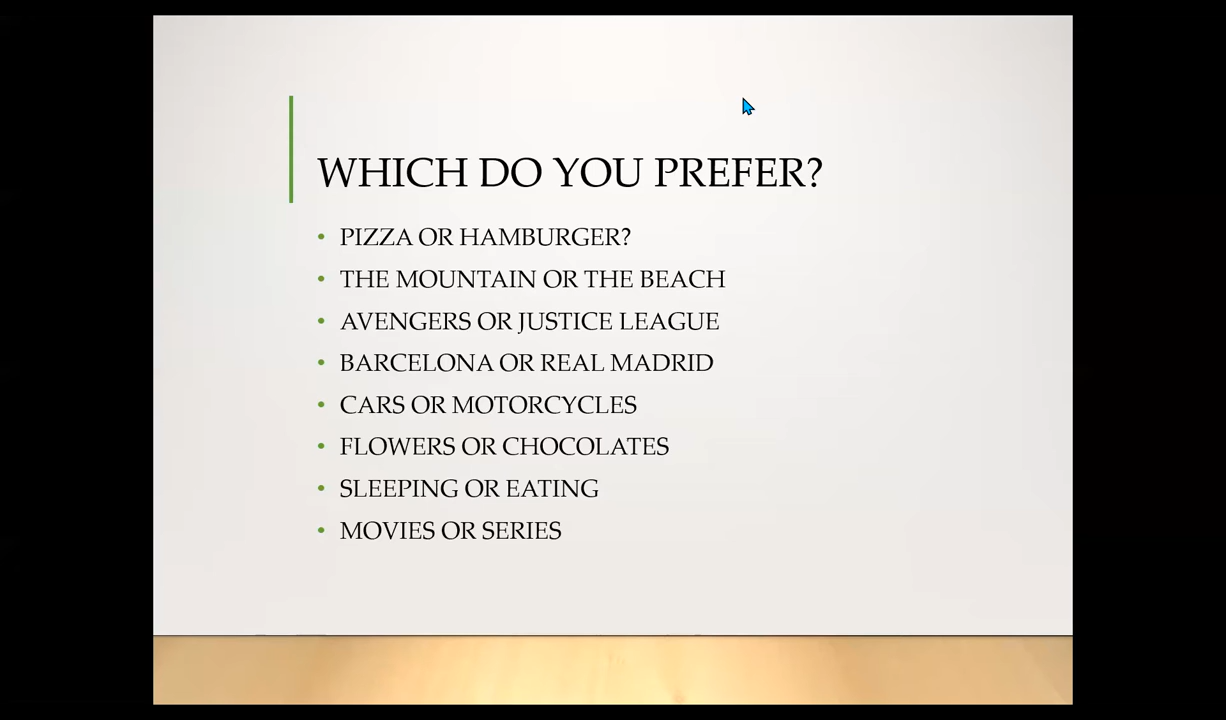 WHICH DO YOU PREFER?
• PIZZA OR HAMBURGER?
• THE MOUNTAIN OR THE BEACH
• AVENGERS OR JUSTICE LEAGUE
• BARCELONA OR REAL MADRID
• CARS OR MOTORCYCLES
• FLOWERS OR CHOCOLATES
• SLEEPING OR EATING
• MOVIES OR SERIES